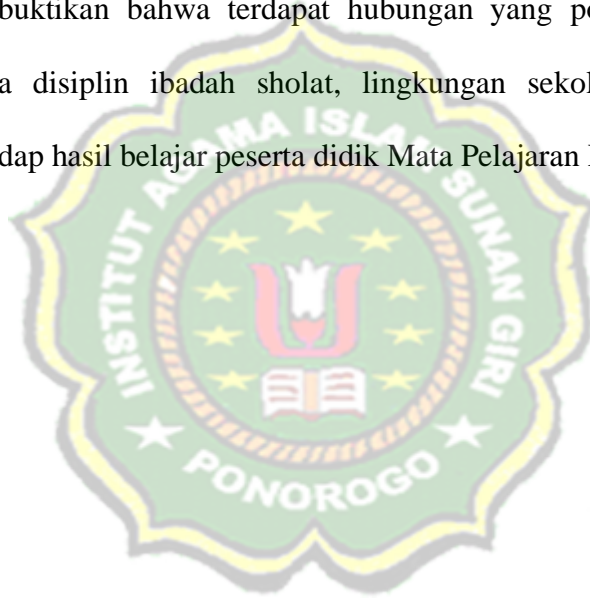 buktikan bahwa terdapat hubungan yang
a disiplin ibadah sholat, lingkungan
dap hasil belajar peserta didik Mata Pelajaran
INSTITUT AGAMA ISLAM SUNAN GIRI
PONOROGO